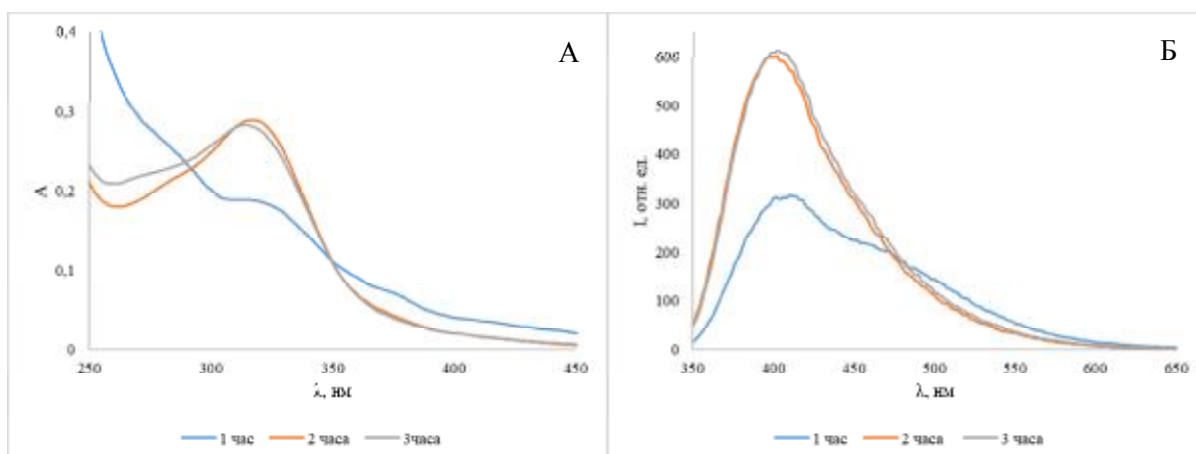 А
0,4
0,3
0,2
0,1
0
A
250
300
350
400
450
λ, нм
1 час
2 часа
3часа
Б
600
500
400
300
200
100
0
I, отн. ед.
350
400
450
500
550
600
650
λ, нм
1 час
2 часа
3 часа